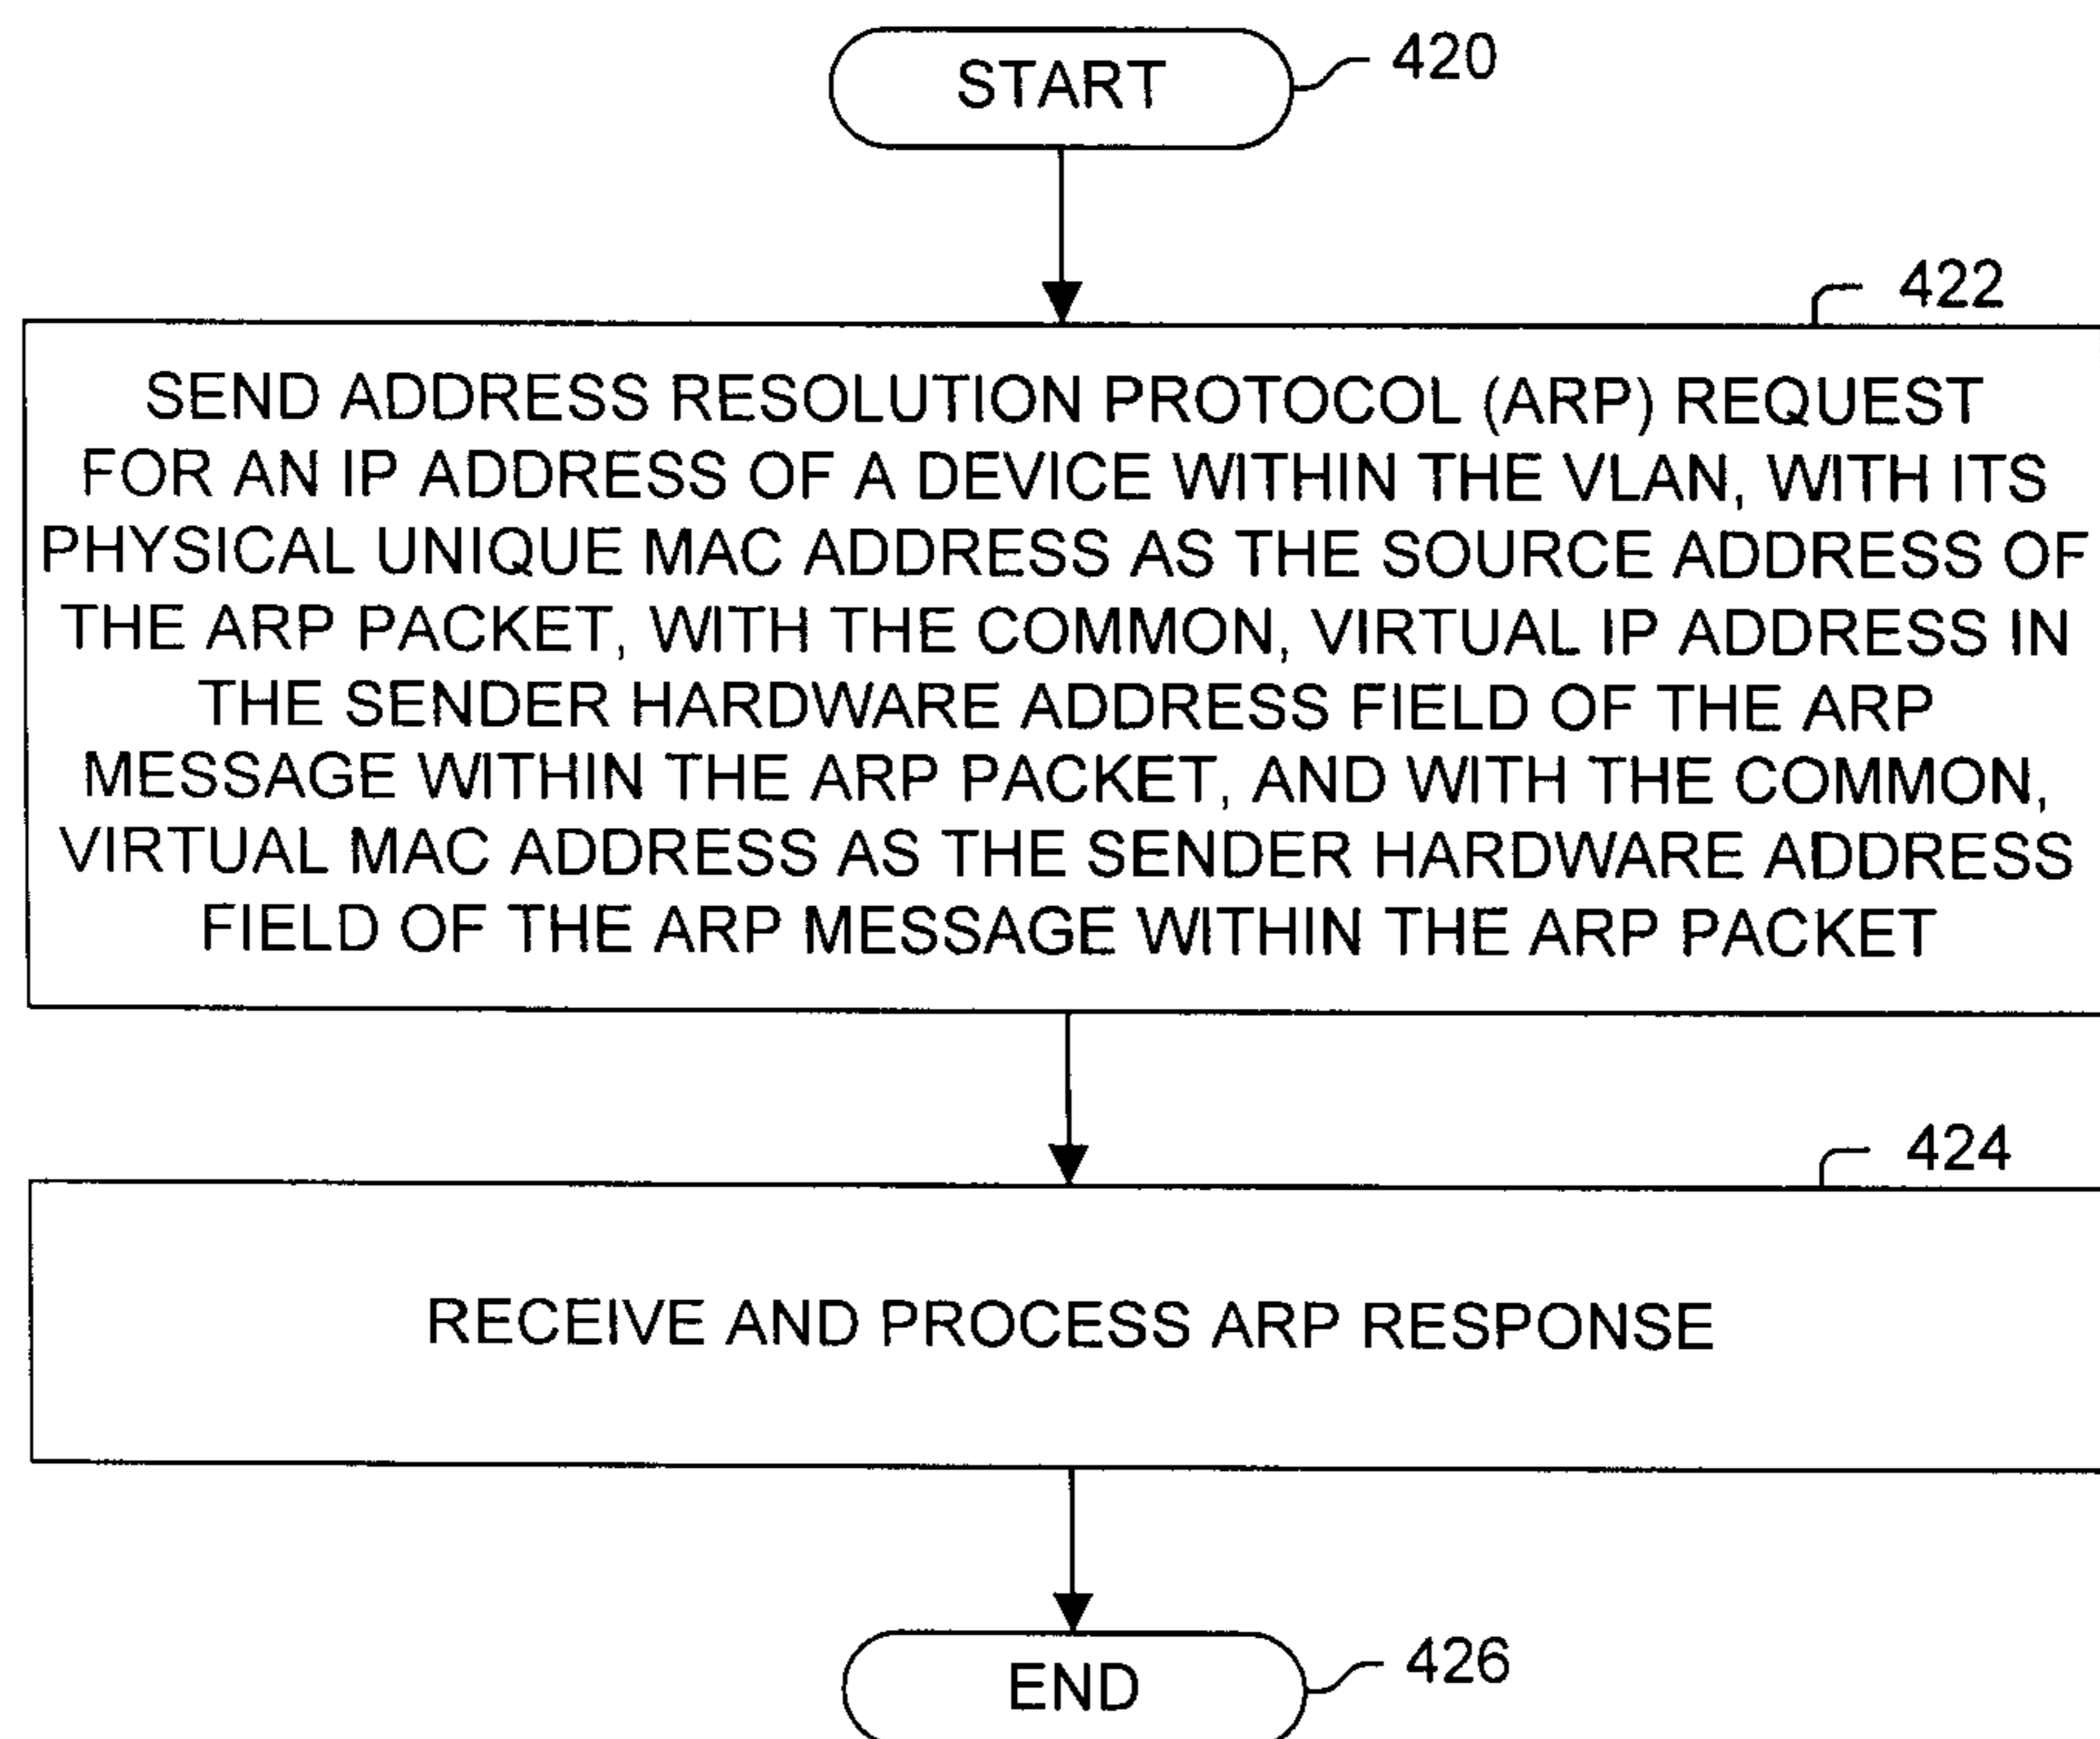 START
420
422
SEND ADDRESS RESOLUTION PROTOCOL (ARP) REQUEST
FOR AN IP ADDRESS OF A DEVICE WITHIN THE VLAN, WITH ITS
PHYSICAL UNIQUE MAC ADDRESS AS THE SOURCE ADDRESS OF
THE ARP PACKET, WITH THE COMMON, VIRTUAL IP ADDRESS IN
THE SENDER HARDWARE ADDRESS FIELD OF THE ARP
MESSAGE WITHIN THE ARP PACKET, AND WITH THE COMMON,
VIRTUAL MAC ADDRESS AS THE SENDER HARDWARE ADDRESS
FIELD OF THE ARP MESSAGE WITHIN THE ARP PACKET
424
RECEIVE AND PROCESS ARP RESPONSE
END
426